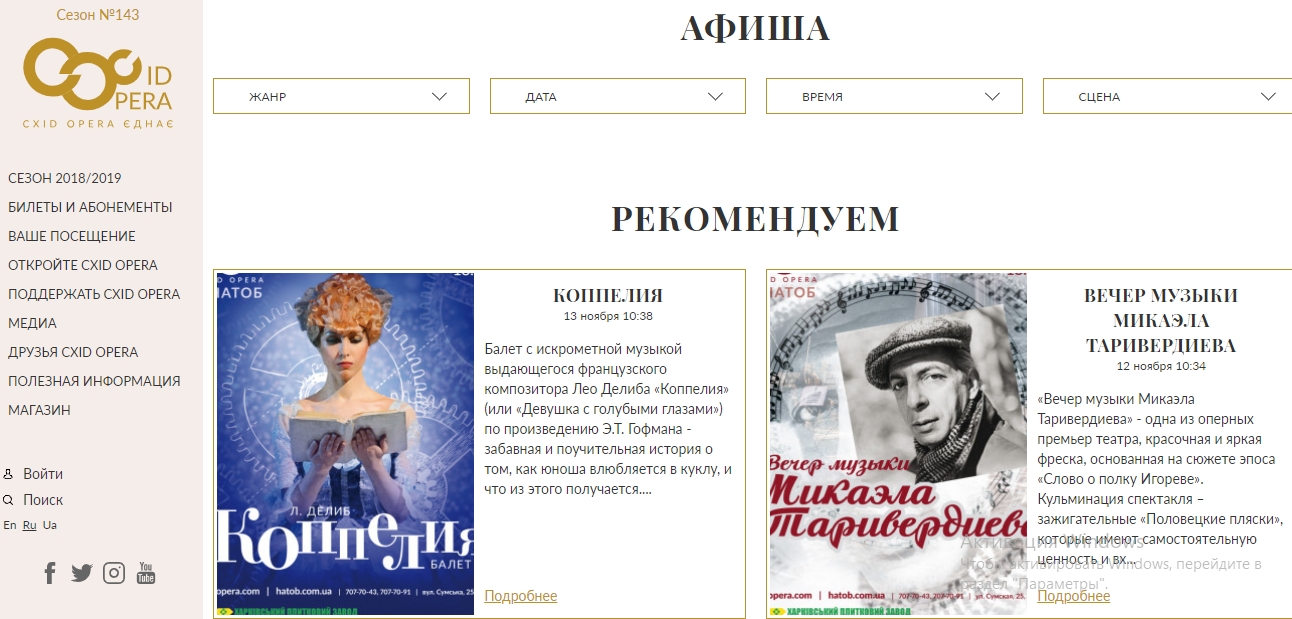 Сезон №143
ID
PERA
CXID OPERA ЄДНАЄ
СЕЗОН 2018/2019
БИЛЕТЫ И АБОНЕМЕНТЫ
ВАШЕ ПОСЕЩЕНИЕ
ОТКРОЙТЕ CXID OPERA
ПОДДЕРЖАТЬ CXID OPERA
МЕДИА
ДРУЗЬЯ CXID OPERA
ПОЛЕЗНАЯ ИНФОРМАЦИЯ
МАГАЗИН
Войти
Поиск
En Ru Ua
You
Tube
АФИША
ЖАНР
ДАТА
ВРЕМЯ
СЦЕНА
РЕКОМЕНДУЕМ
D OPERA
НАТОБ
Л. ДЕЛИБ
Коппелия
БАЛЕТ
opera.com | hatob.com.ua | 707-70-43, 707-70-91 | вул. Сумська, 25
ХАРКІВСЬКИЙ ПЛИТКОВИЙ ЗАВОД
КОППЕЛИЯ
13 ноября 10:38
Балет с искрометной музыкой
выдающегося французского
композитора Лео Делиба «Коппелия»
(или «Девушка с голубыми глазами»)
по произведению Э.Т. Гофмана -
забавная и поучительная история о
том, как юноша влюбляется в куклу, и
что из этого получается....
Подробнее
D OPERA
НАТОБ
Вечер музыки
Микаэла
Таривердиева
opera.com | hatob.com.ua | 707-70-43, 707-70-91 | ул. Сумская, 25
ХАРКІВСЬКИЙ ПЛИТКОВИЙ ЗАВОД
ВЕЧЕР МУЗЫКИ
МИКАЭЛА
ТАРИВЕРДИЕВА
12 ноября 10:34
«Вечер музыки Микаэла
Таривердиева» - одна из оперных
премьер театра, красочная и яркая
фреска, основанная на сюжете эпоса
«Слово о полку Игореве».
Кульминация спектакля –
зажигательные «Половецкие пляски»,
которые имеют самостоятельную
ценность и вх...
Подробнее
Активация Windows
Чтобы активировать Windows, перейдите в
раздел "Параметры".